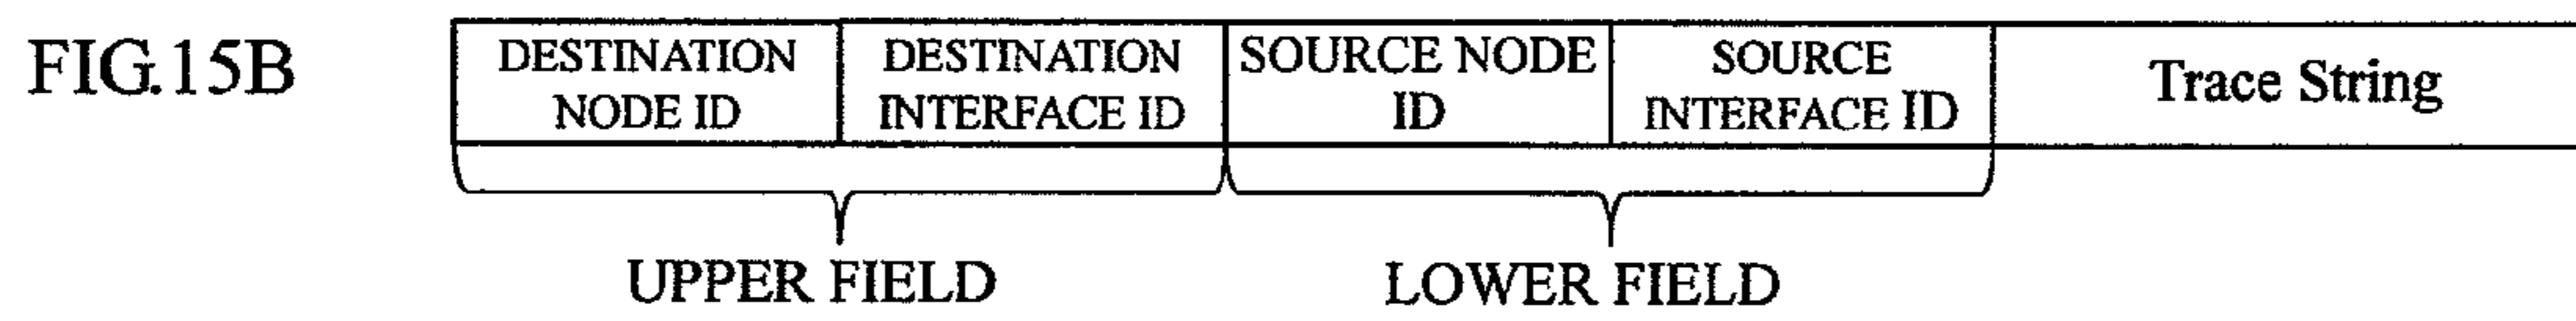 FIG.15B
DESTINATION
NODE ID
DESTINATION
INTERFACE ID
SOURCE NODE
ID
SOURCE
INTERFACE ID
Trace String
UPPER FIELD
LOWER FIELD